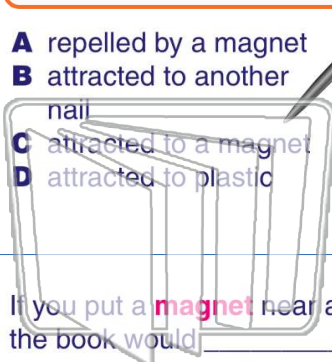 A repelled by a magnet
B attracted to another
nail
C attracted to a magnet
D attracted to plastic
If you put a magnet near a
the book would